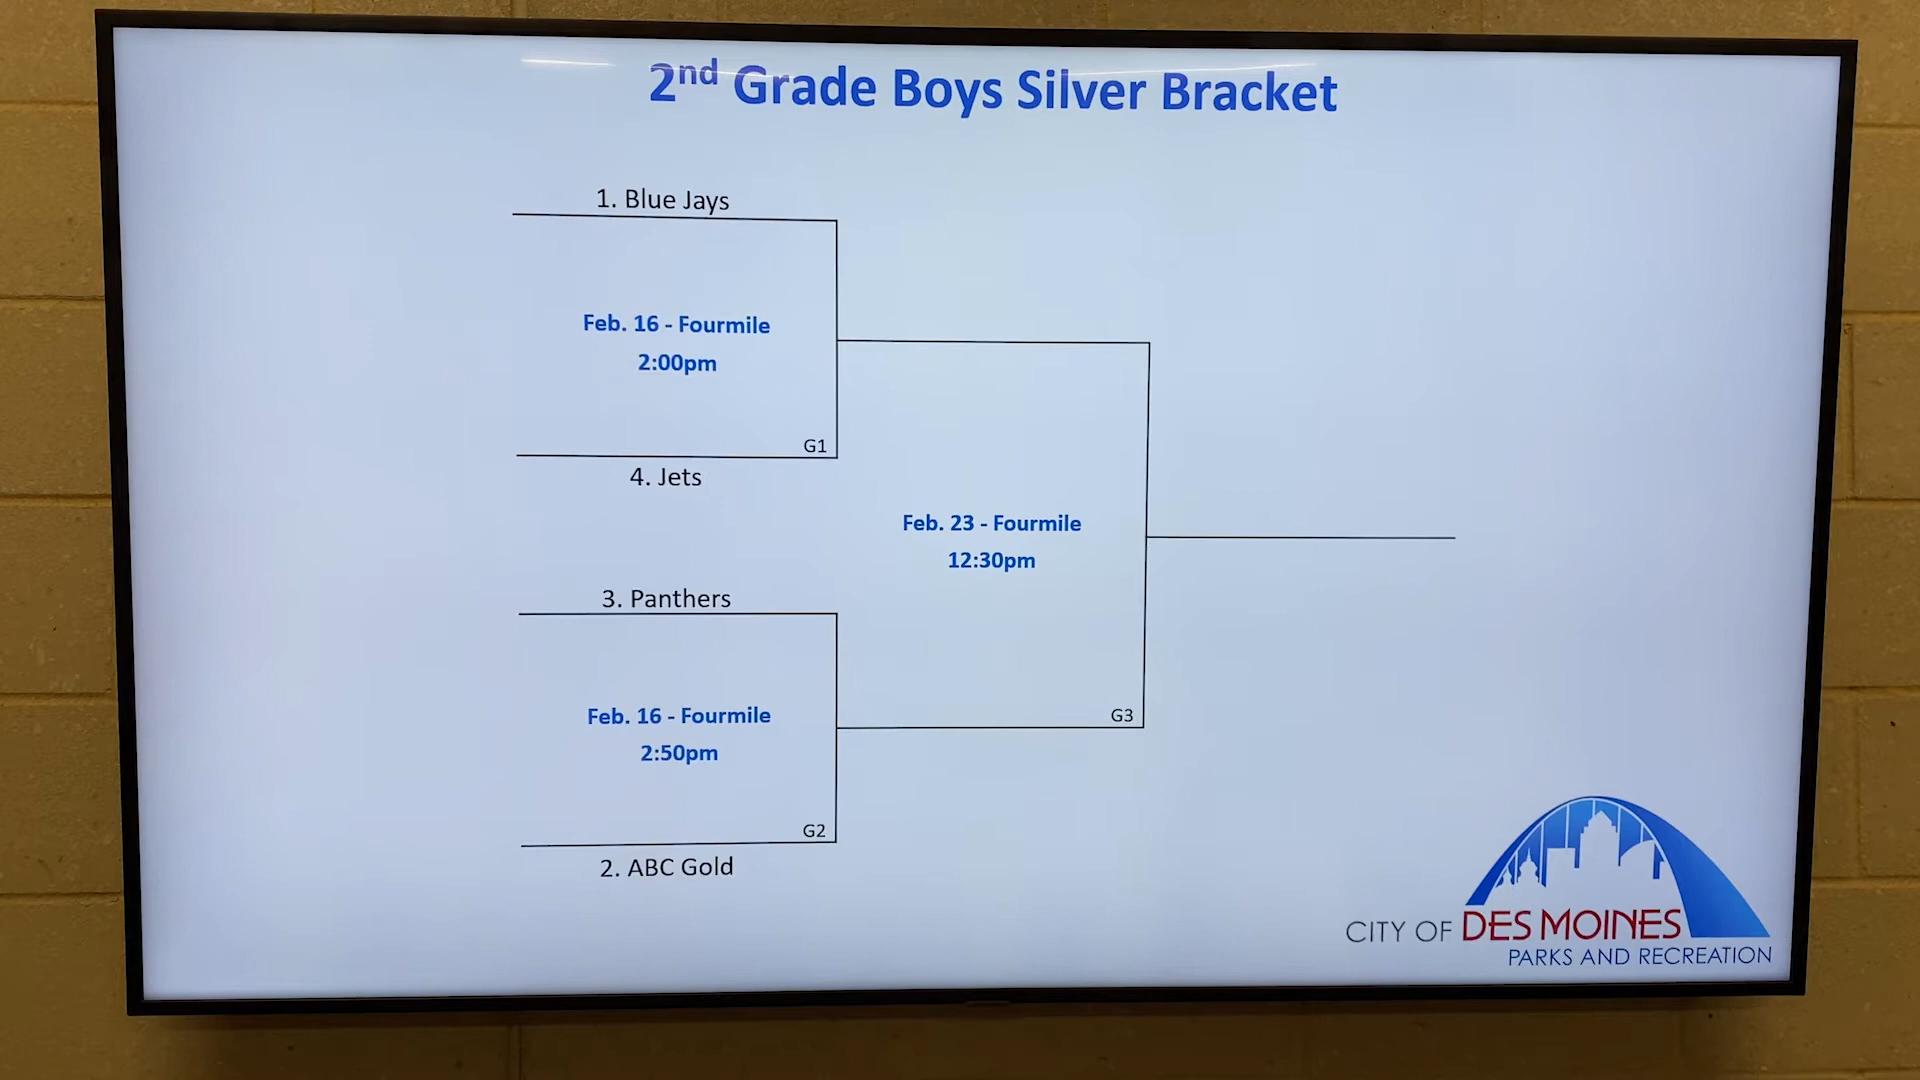 2nd Grade Boys Silver Bracket
1. Blue Jays
Feb. 16 - Fourmile
2:00pm
G1
4. Jets
Feb. 23 - Fourmile
12:30pm
3. Panthers
G3
Feb. 16 - Fourmile
2:50pm
G2
2. ABC Gold
CITY OF DES MOINES
PARKS AND RECREATION